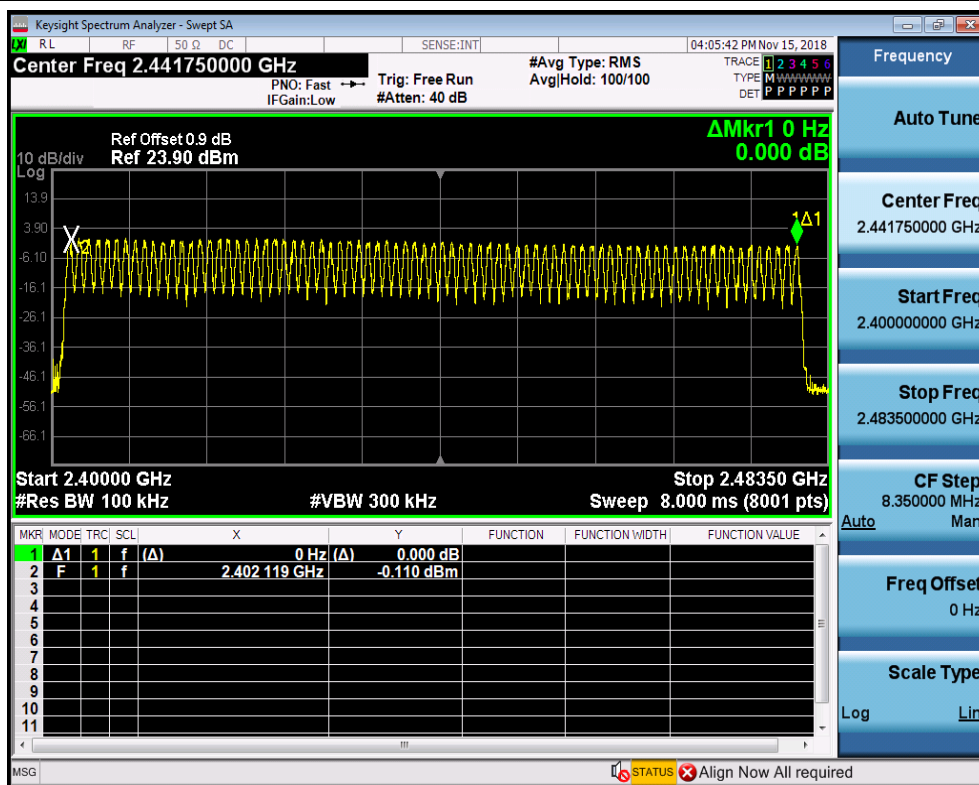 Keysight Spectrum Analyzer - Swept SA
LXI RL RF 50 Ω DC SENSE:INT 04:05:42 PM Nov 15, 2018
Center Freq 2.441750000 GHz
PNO: Fast
IFGain:Low
Trig: Free Run
#Atten: 40 dB
#Avg Type: RMS
Avg|Hold: 100/100
TRACE 1 2 3 4 5 6
TYPE M WWWWW
DET P P P P P P
10 dB/div
Log
Ref Offset 0.9 dB
Ref 23.90 dBm
ΔMkr1 0 Hz
0.000 dB
13.9
3.90
-6.10
-16.1
-26.1
-36.1
-46.1
-56.1
-66.1
2
1Δ1
Start 2.40000 GHz
Stop 2.48350 GHz
#Res BW 100 kHz
#VBW 300 kHz
Sweep 8.000 ms (8001 pts)
MKR MODE TRC SCL X Y FUNCTION FUNCTION WIDTH FUNCTION VALUE
1 Δ1 1 f (Δ) 0 Hz (Δ) 0.000 dB
2 F 1 f 2.402 119 GHz -0.110 dBm
3
4
5
6
7
8
9
10
11
MSG
STATUS Align Now All required
Frequency
Auto Tune
Center Freq
2.441750000 GHz
Start Freq
2.400000000 GHz
Stop Freq
2.483500000 GHz
CF Step
8.350000 MHz
Auto Man
Freq Offset
0 Hz
Scale Type
Log Lin